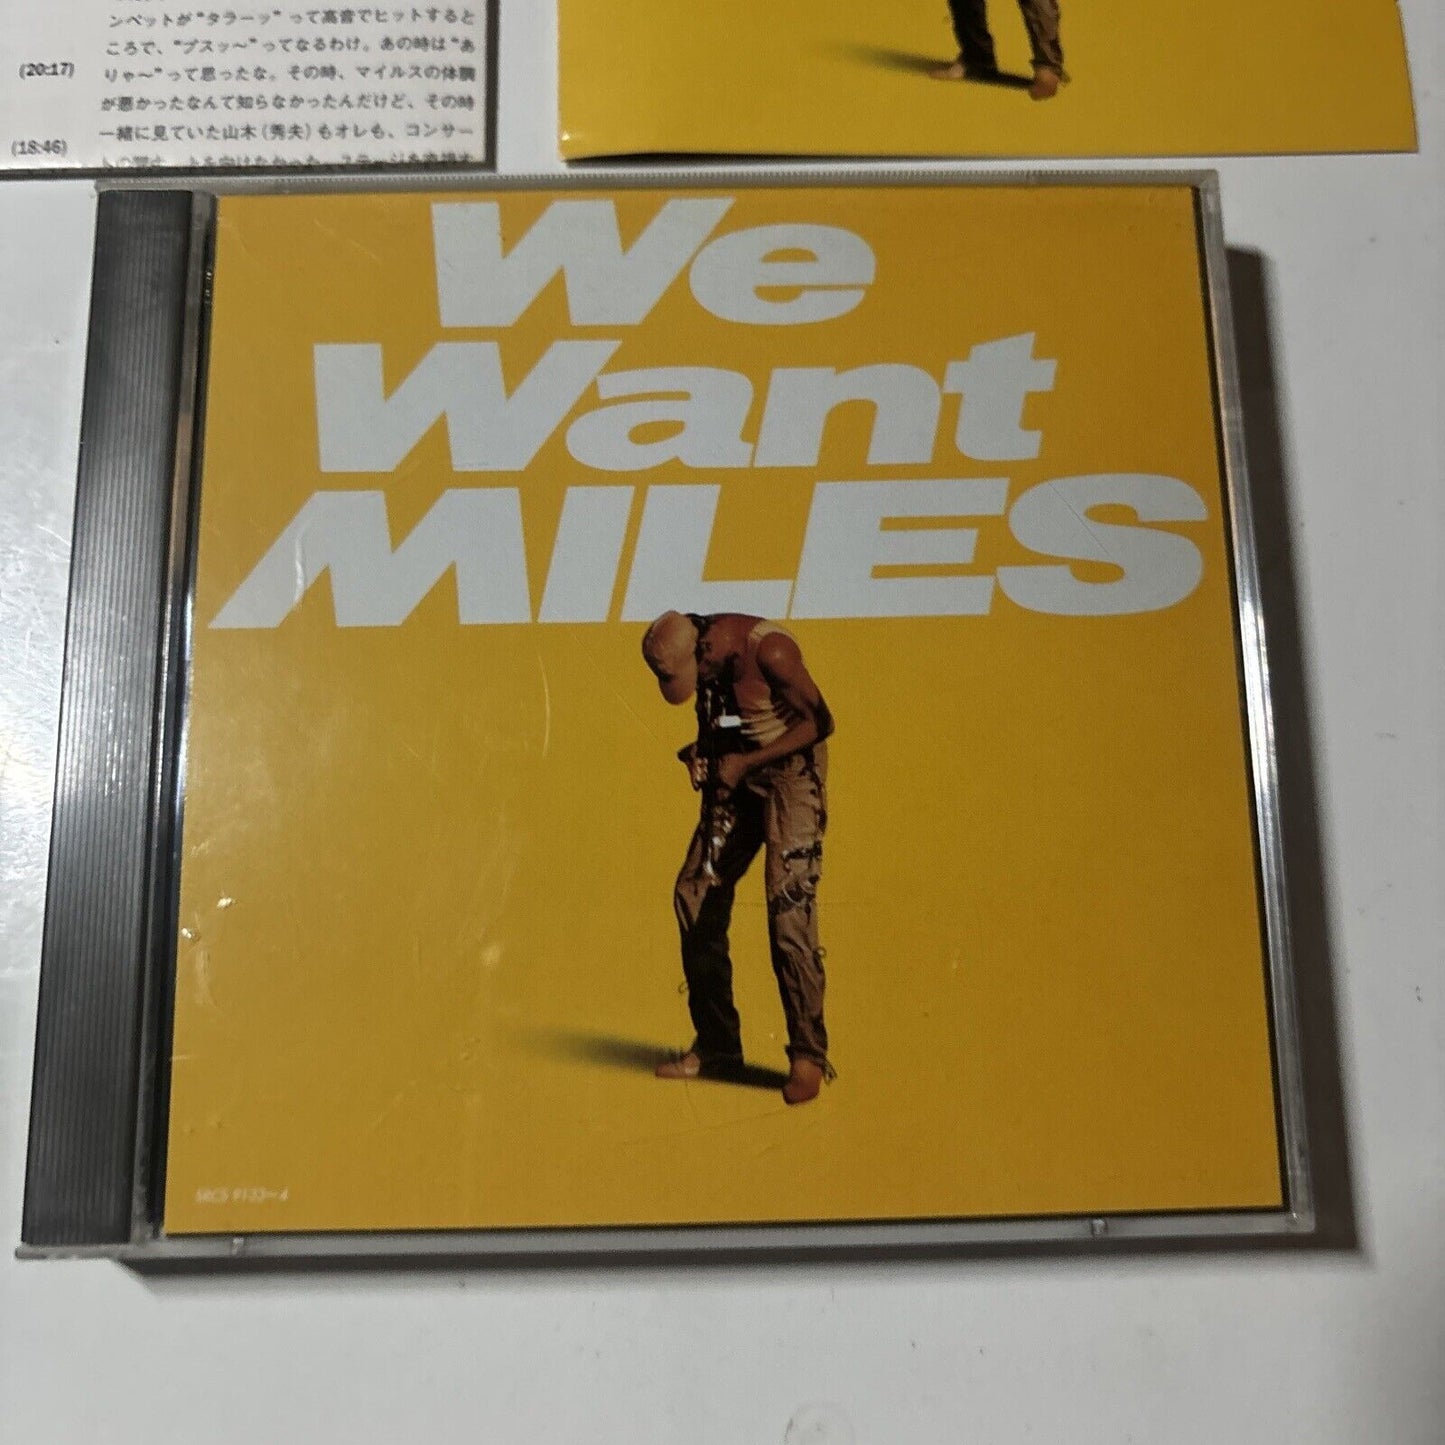 ンペットが"タラーッ"って高音でヒットすると
ころで、"プスッ〜"ってなるわけ。あの時は"あ
(20:17)
りゃ〜"って思ったな。その時、マイルスの体調
が悪かったなんて知らなかったんだけど、その時
一緒に見ていた山木(秀夫)もオレも、コンサー
(18:46)
We
Want
MILES
SRCS 9133〜4